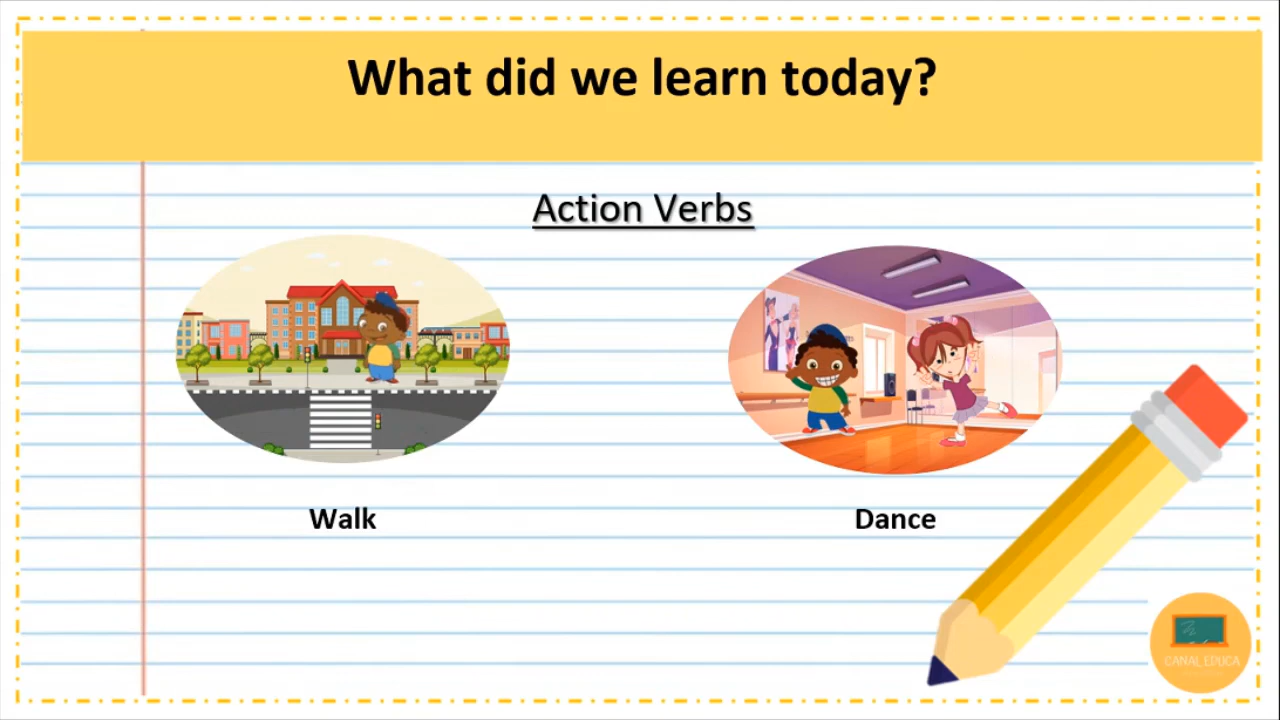 What did we learn today?
Action Verbs
Walk
Dance
CANAL EDUCA